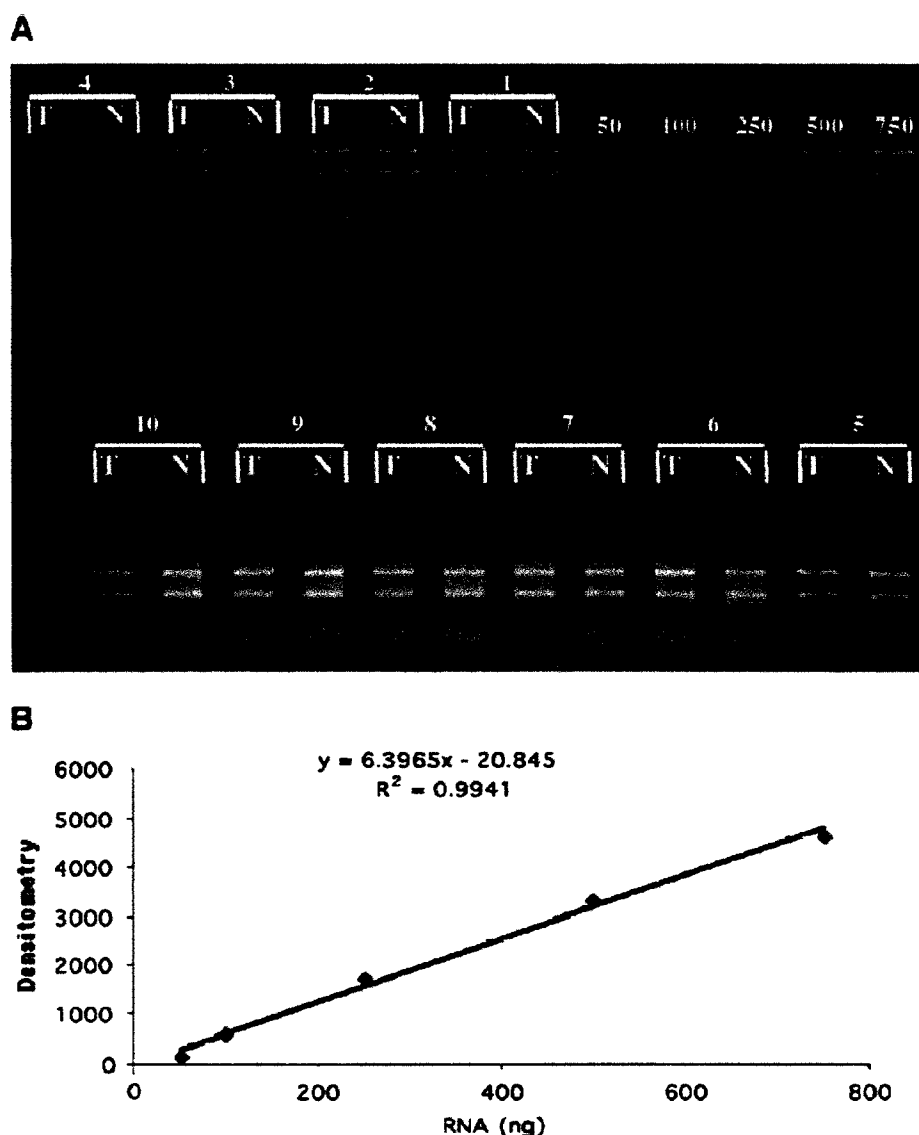 A
4 3 2 1
T N T N T N T N 50 100 250 500 750
10 9 8 7 6 5
T N T N T N T N T N T N
B
y = 6.3965x - 20.845
R² = 0.9941
6000
5000
4000
3000
2000
1000
0
Densitometry
0 200 400 600 800
RNA (ng)